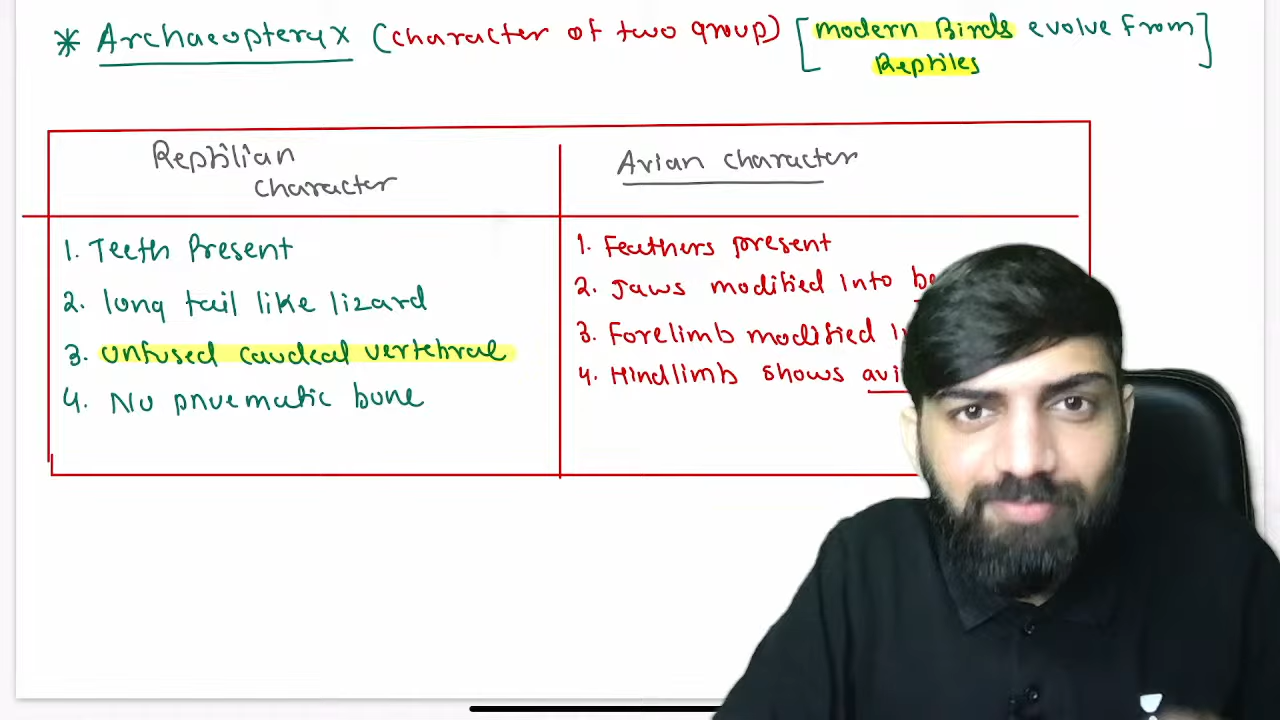 * Archaeopteryx (character of two group) [modern Birds evolve from
Reptiles]
Reptilian
character
Avian character
1. Teeth Present
2. long tail like lizard
3. unfused caudeal vertebrae
4. No pnuematic bone
1. Feathers present
2. Jaws modified into
3. Forelimb modified
4. Hindlimb shows